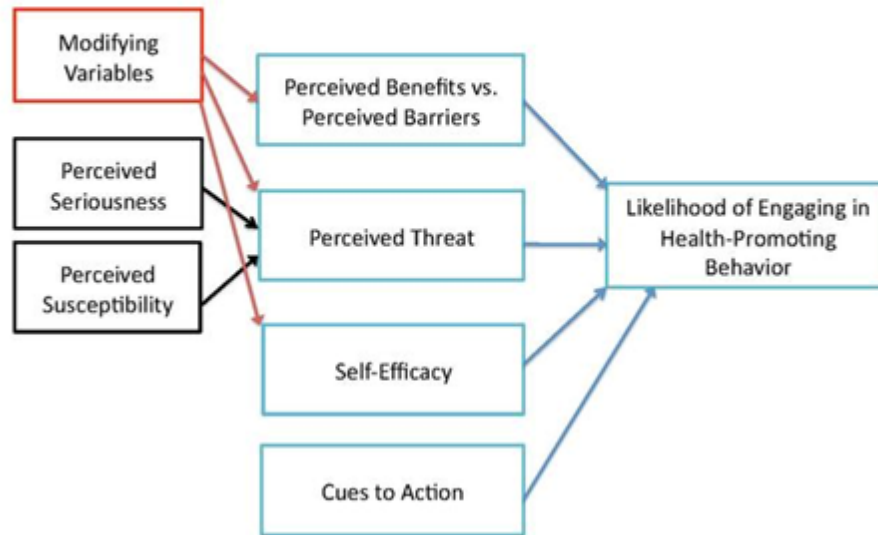 Modifying
Variables
Perceived Benefits vs.
Perceived Barriers
Perceived
Seriousness
Perceived Threat
Likelihood of Engaging in
Health-Promoting
Behavior
Perceived
Susceptibility
Self-Efficacy
Cues to Action